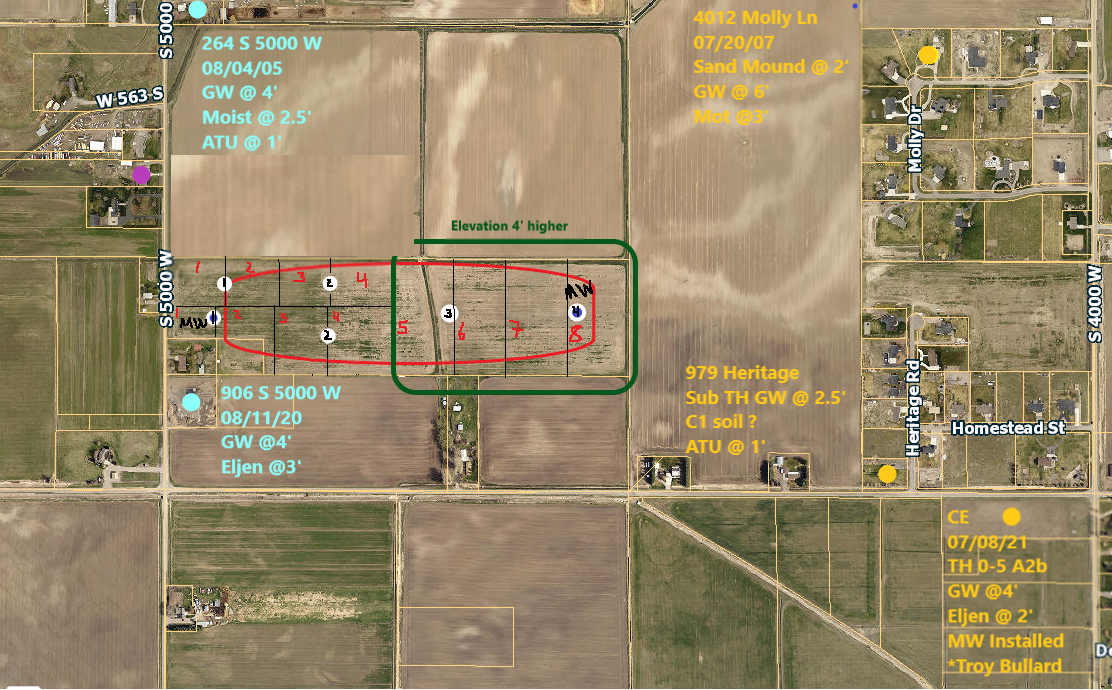 S 5000
264 S 5000 W
08/04/05
GW @ 4'
Moist @ 2.5'
ATU @ 1'
4012 Molly Ln
07/20/07
Sand Mound @ 2'
GW @ 6'
Mot @3'
W 563 S
Molly Dr
Elevation 4' higher
S 5000 W
S 4000 W
1 2 3 4
1 2
MW
1 2 3 4 5 6 7 8
2 3 4
MW
906 S 5000 W
08/11/20
GW @4'
Eljen @3'
979 Heritage
Sub TH GW @ 2.5'
C1 soil ?
ATU @ 1'
Heritage Rd
Homestead St
CE
07/08/21
TH 0-5 A2b
GW @4'
Eljen @ 2'
MW Installed
*Troy Bullard